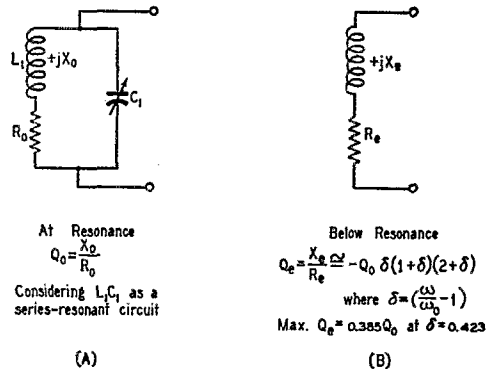 L₁
+jX₀
R₀
C₁
At Resonance
Q₀=X₀/R₀
Considering L₁C₁ as a
series-resonant circuit
(A)
+jXₑ
Rₑ
Below Resonance
Qₑ=Xₑ/Rₑ≅-Q₀ δ(1+δ)(2+δ)
where δ=(ω/ω₀-1)
Max. Qₑ=0.385Q₀ at δ=0.423
(B)